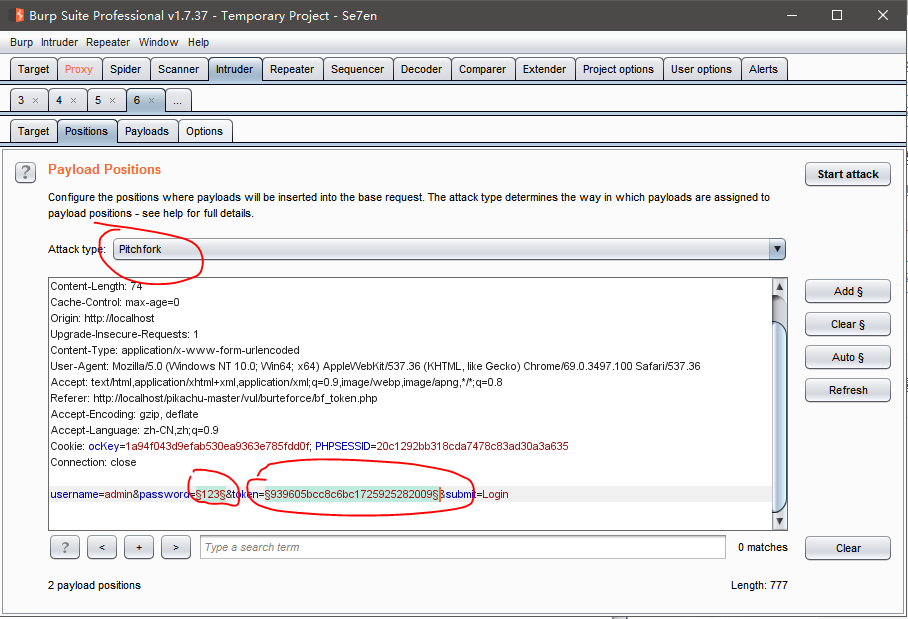 Burp Suite Professional v1.7.37 - Temporary Project - Se7en
Burp Intruder Repeater Window Help
Target Proxy Spider Scanner Intruder Repeater Sequencer Decoder Comparer Extender Project options User options Alerts
3 × 4 × 5 × 6 × ...
Target Positions Payloads Options
? Payload Positions Start attack
Configure the positions where payloads will be inserted into the base request. The attack type determines the way in which payloads are assigned to
payload positions - see help for full details.
Attack type: Pitchfork
Content-Length: 74
Cache-Control: max-age=0
Origin: http://localhost
Upgrade-Insecure-Requests: 1
Content-Type: application/x-www-form-urlencoded
User-Agent: Mozilla/5.0 (Windows NT 10.0; Win64; x64) AppleWebKit/537.36 (KHTML, like Gecko) Chrome/69.0.3497.100 Safari/537.36
Accept: text/html,application/xhtml+xml,application/xml;q=0.9,image/webp,image/apng,*/*;q=0.8
Referer: http://localhost/pikachu-master/vul/burteforce/bf_token.php
Accept-Encoding: gzip, deflate
Accept-Language: zh-CN,zh;q=0.9
Cookie: ocKey=1a94f043d9efab530ea9363e785fdd0f; PHPSESSID=20c1292bb318cda7478c83ad30a3a635
Connection: close
username=admin&password=§123§&token=§939605bcc8c6bc1725925282009§&submit=Login
Add §
Clear §
Auto §
Refresh
? < + > Type a search term 0 matches Clear
2 payload positions Length: 777